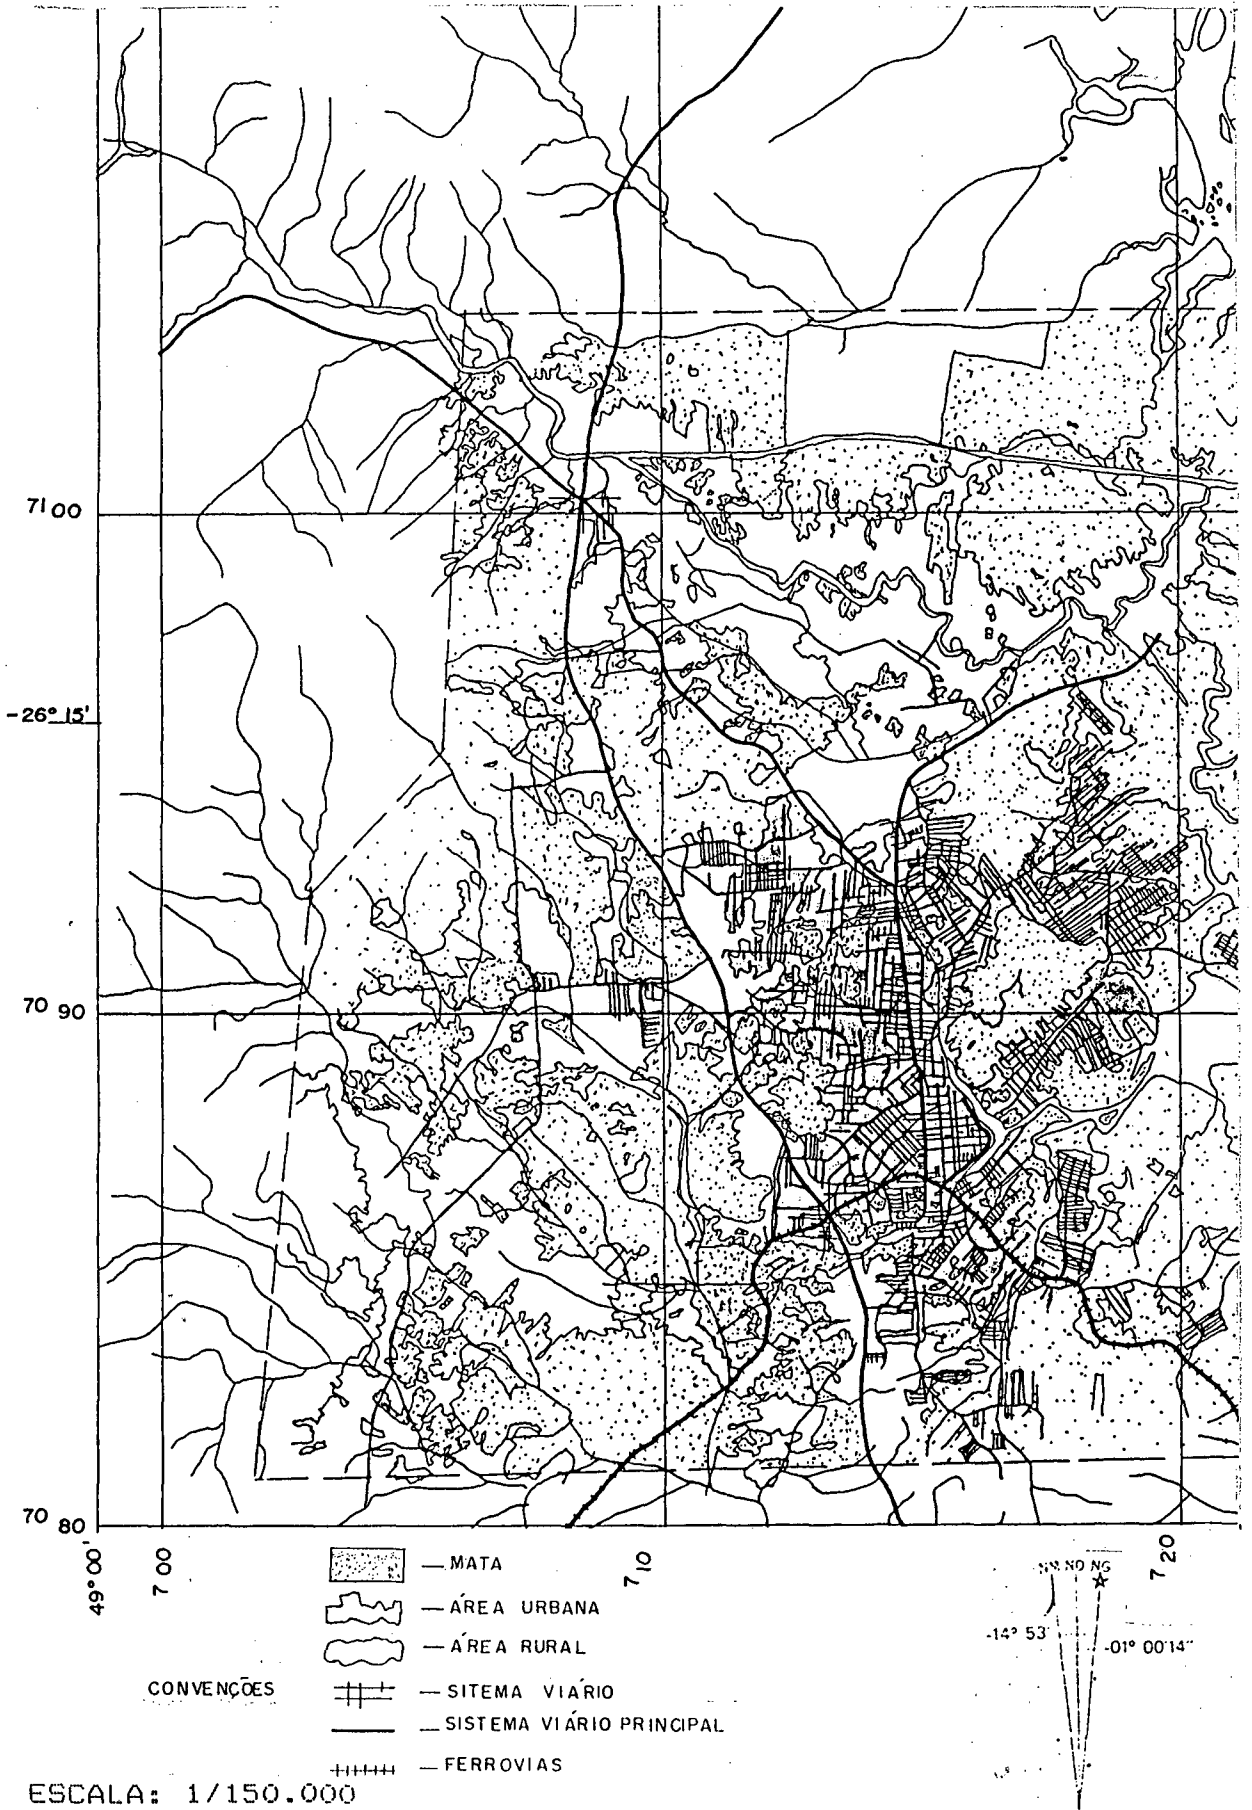 71 00
-26° 15'
70 90
70 80
49° 00'
7 00
7 10
7 20
— MATA
— ÁREA URBANA
— ÁREA RURAL
CONVENÇÕES
— SITEMA VIÁRIO
— SISTEMA VIÁRIO PRINCIPAL
— FERROVIAS
ESCALA: 1/150.000
NQ NG
-14° 53'
-01° 00'14"